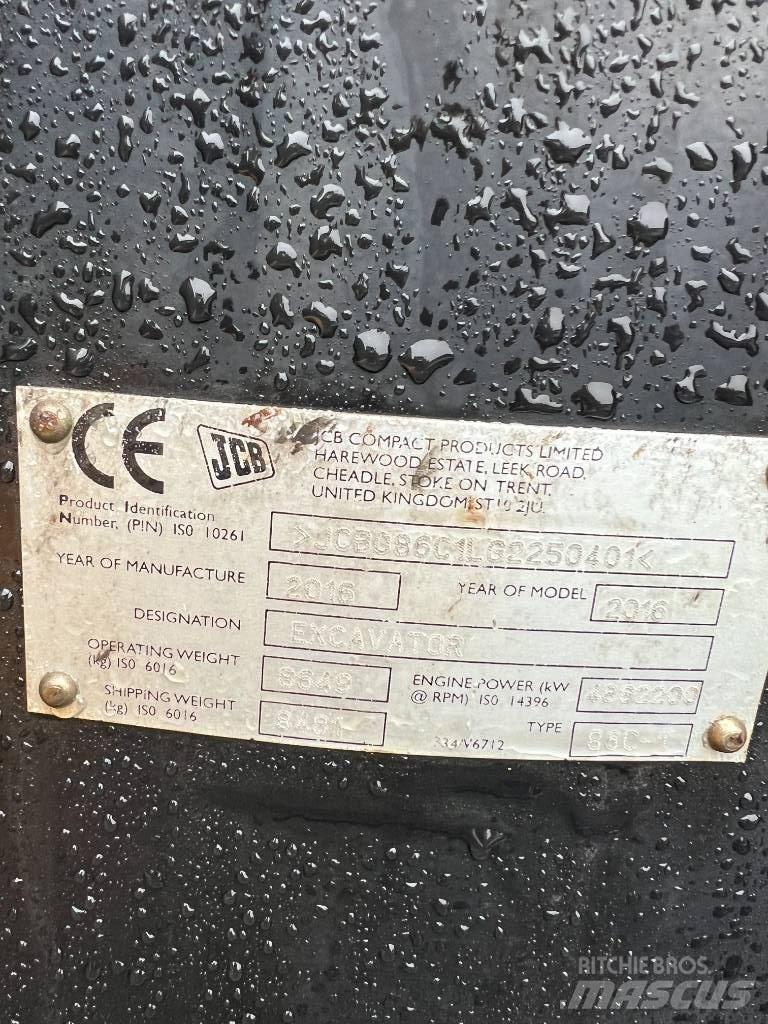 CE JCB
JCB COMPACT PRODUCTS LIMITED
HAREWOOD ESTATE, LEEK ROAD,
CHEADLE, STOKE ON TRENT,
UNITED KINGDOM, ST10 2JU.
Product Identification
Number, (PIN) ISO 10261
>JCB086C1LG2250401<
YEAR OF MANUFACTURE 2016 YEAR OF MODEL 2016
DESIGNATION EXCAVATOR
OPERATING WEIGHT
(kg) ISO 6016
8649
ENGINE POWER (kW
@ RPM) ISO 14396
SHIPPING WEIGHT
(kg) ISO 6016
8481
TYPE 86C-1
334/V6712
RITCHIE BROS.
MASCUS